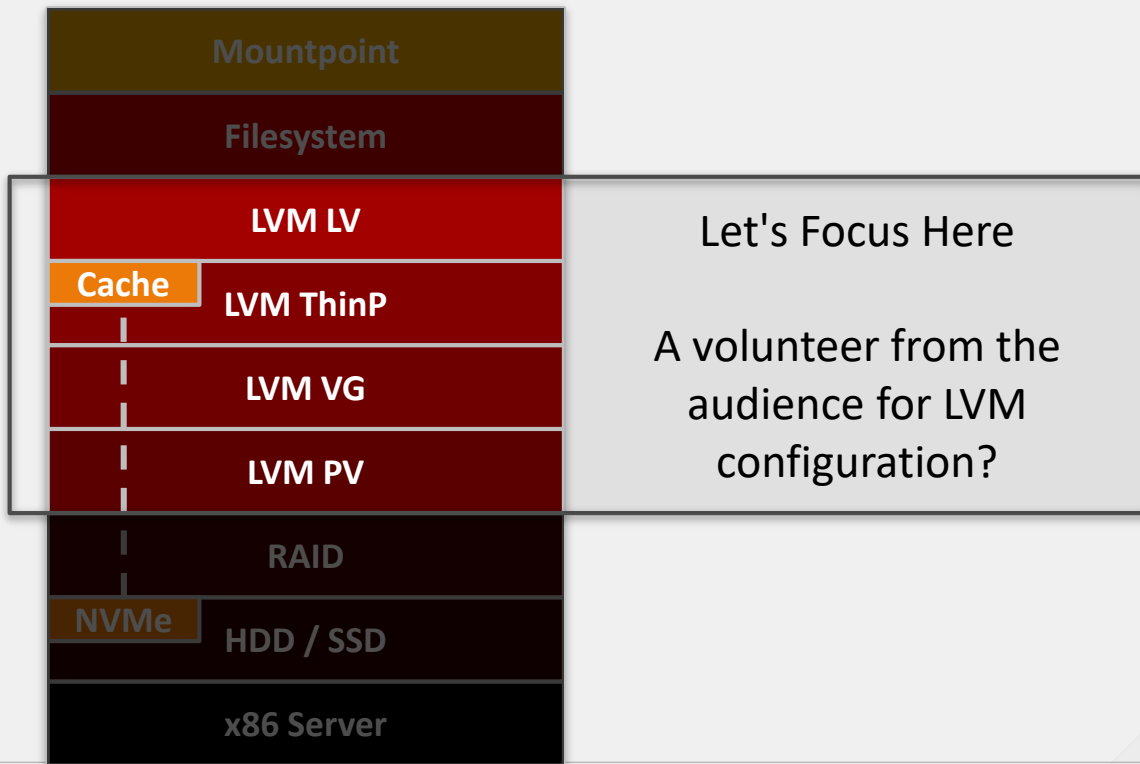 Mountpoint
Filesystem
LVM LV
Cache
LVM ThinP
LVM VG
LVM PV
RAID
NVMe
HDD / SSD
x86 Server
Let's Focus Here
A volunteer from the
audience for LVM
configuration?